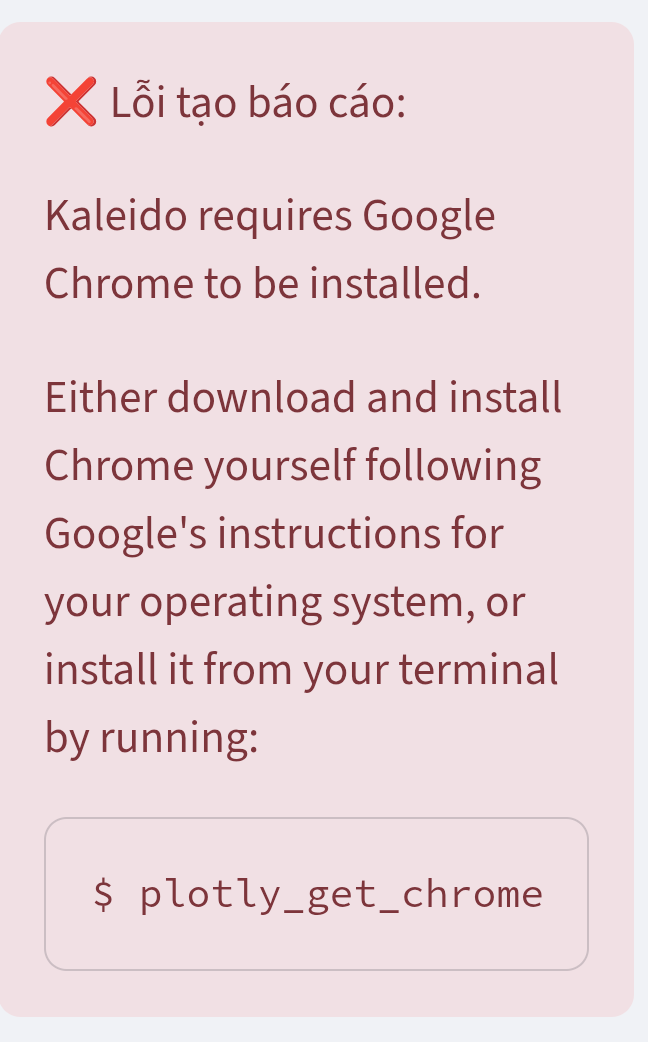 ❌ Lỗi tạo báo cáo:
Kaleido requires Google
Chrome to be installed.
Either download and install
Chrome yourself following
Google's instructions for
your operating system, or
install it from your terminal
by running:
$ plotly_get_chrome